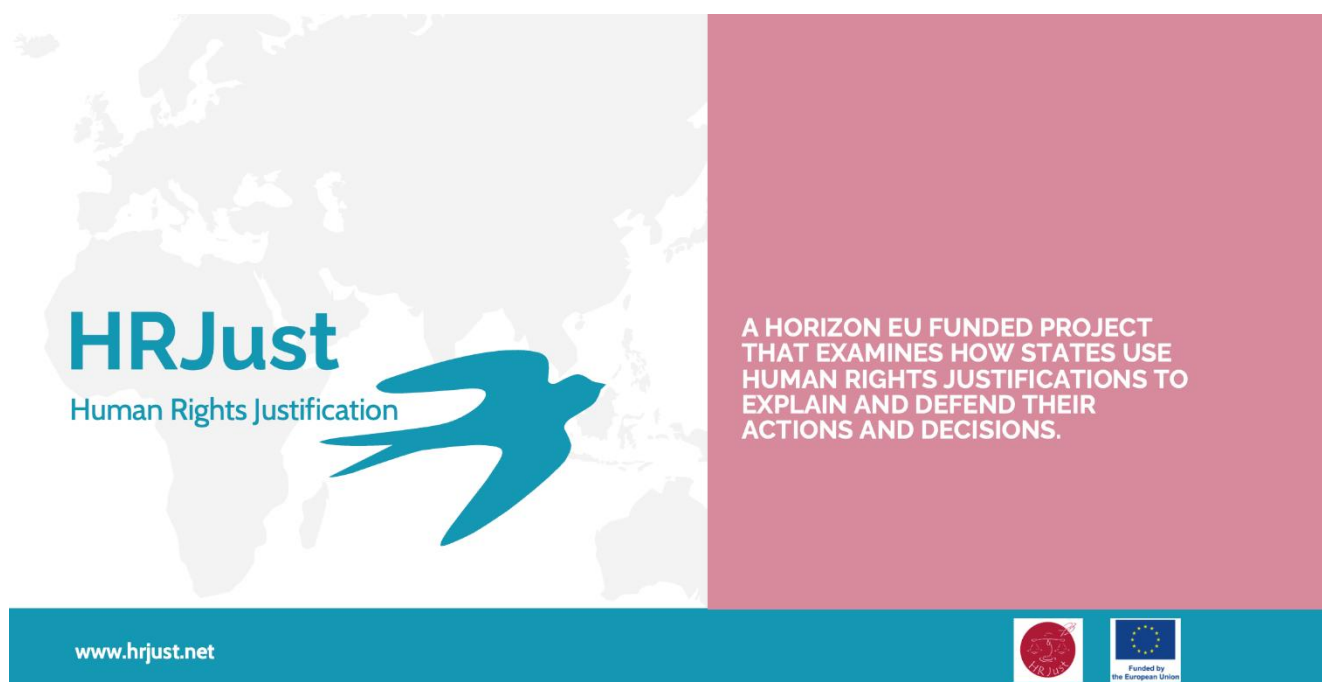 HRJust
Human Rights Justification
A HORIZON EU FUNDED PROJECT
THAT EXAMINES HOW STATES USE
HUMAN RIGHTS JUSTIFICATIONS TO
EXPLAIN AND DEFEND THEIR
ACTIONS AND DECISIONS.
www.hrjust.net
HRJust
Funded by
the European Union